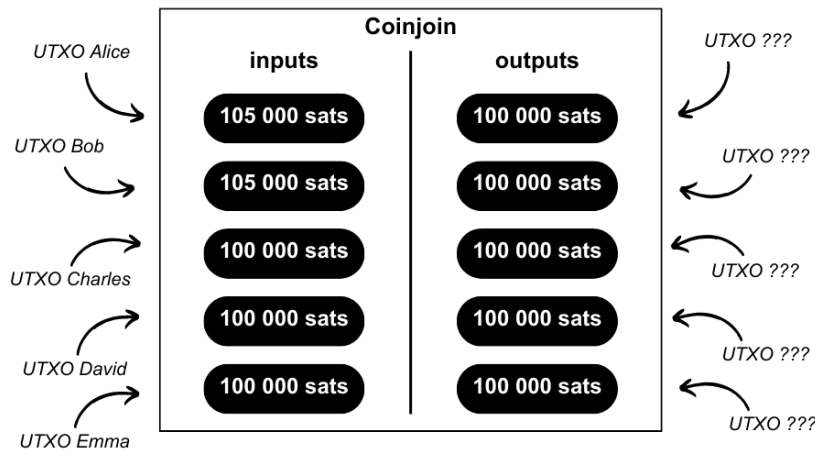 Coinjoin
inputs
outputs
UTXO Alice
105 000 sats
100 000 sats
UTXO ???
UTXO Bob
105 000 sats
100 000 sats
UTXO ???
UTXO Charles
100 000 sats
100 000 sats
UTXO ???
UTXO David
100 000 sats
100 000 sats
UTXO ???
UTXO Emma
100 000 sats
100 000 sats
UTXO ???